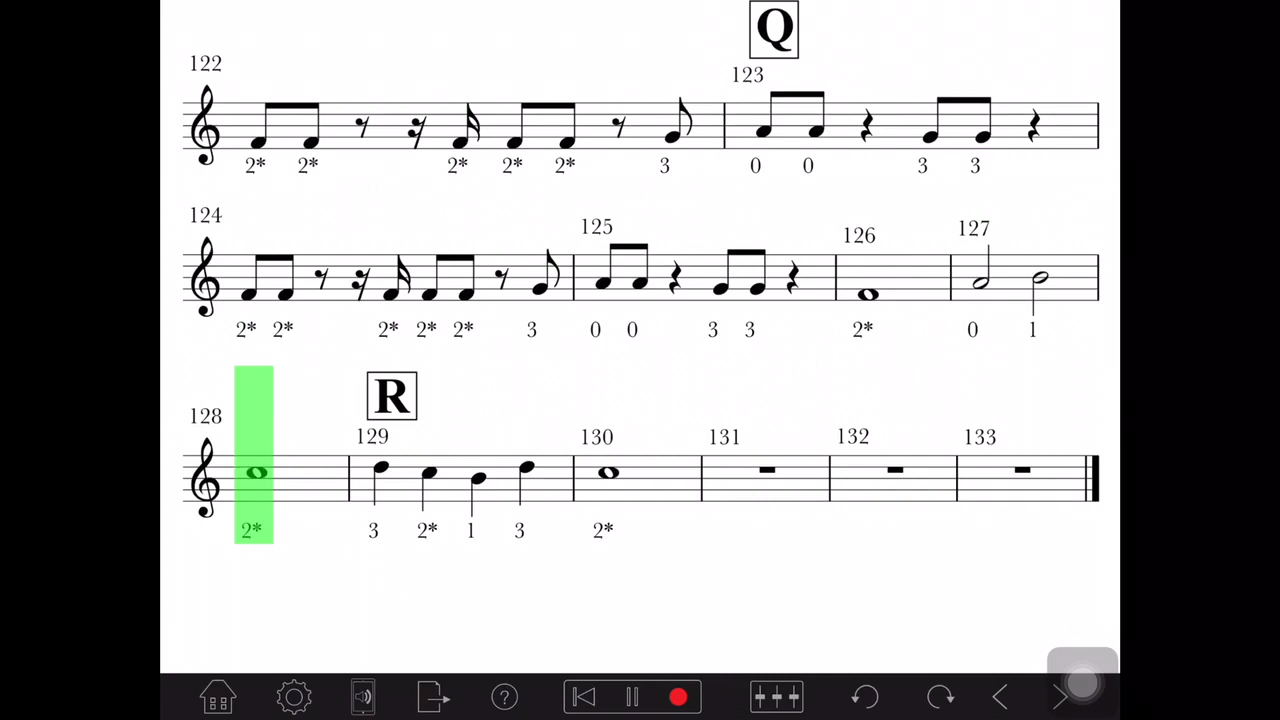 Q
122 123
2* 2* 2* 2* 2* 3 0 0 3 3
124 125 126 127
2* 2* 2* 2* 2* 3 0 0 3 3 2* 0 1
R
128 129 130 131 132 133
2* 3 2* 1 3 2*
?